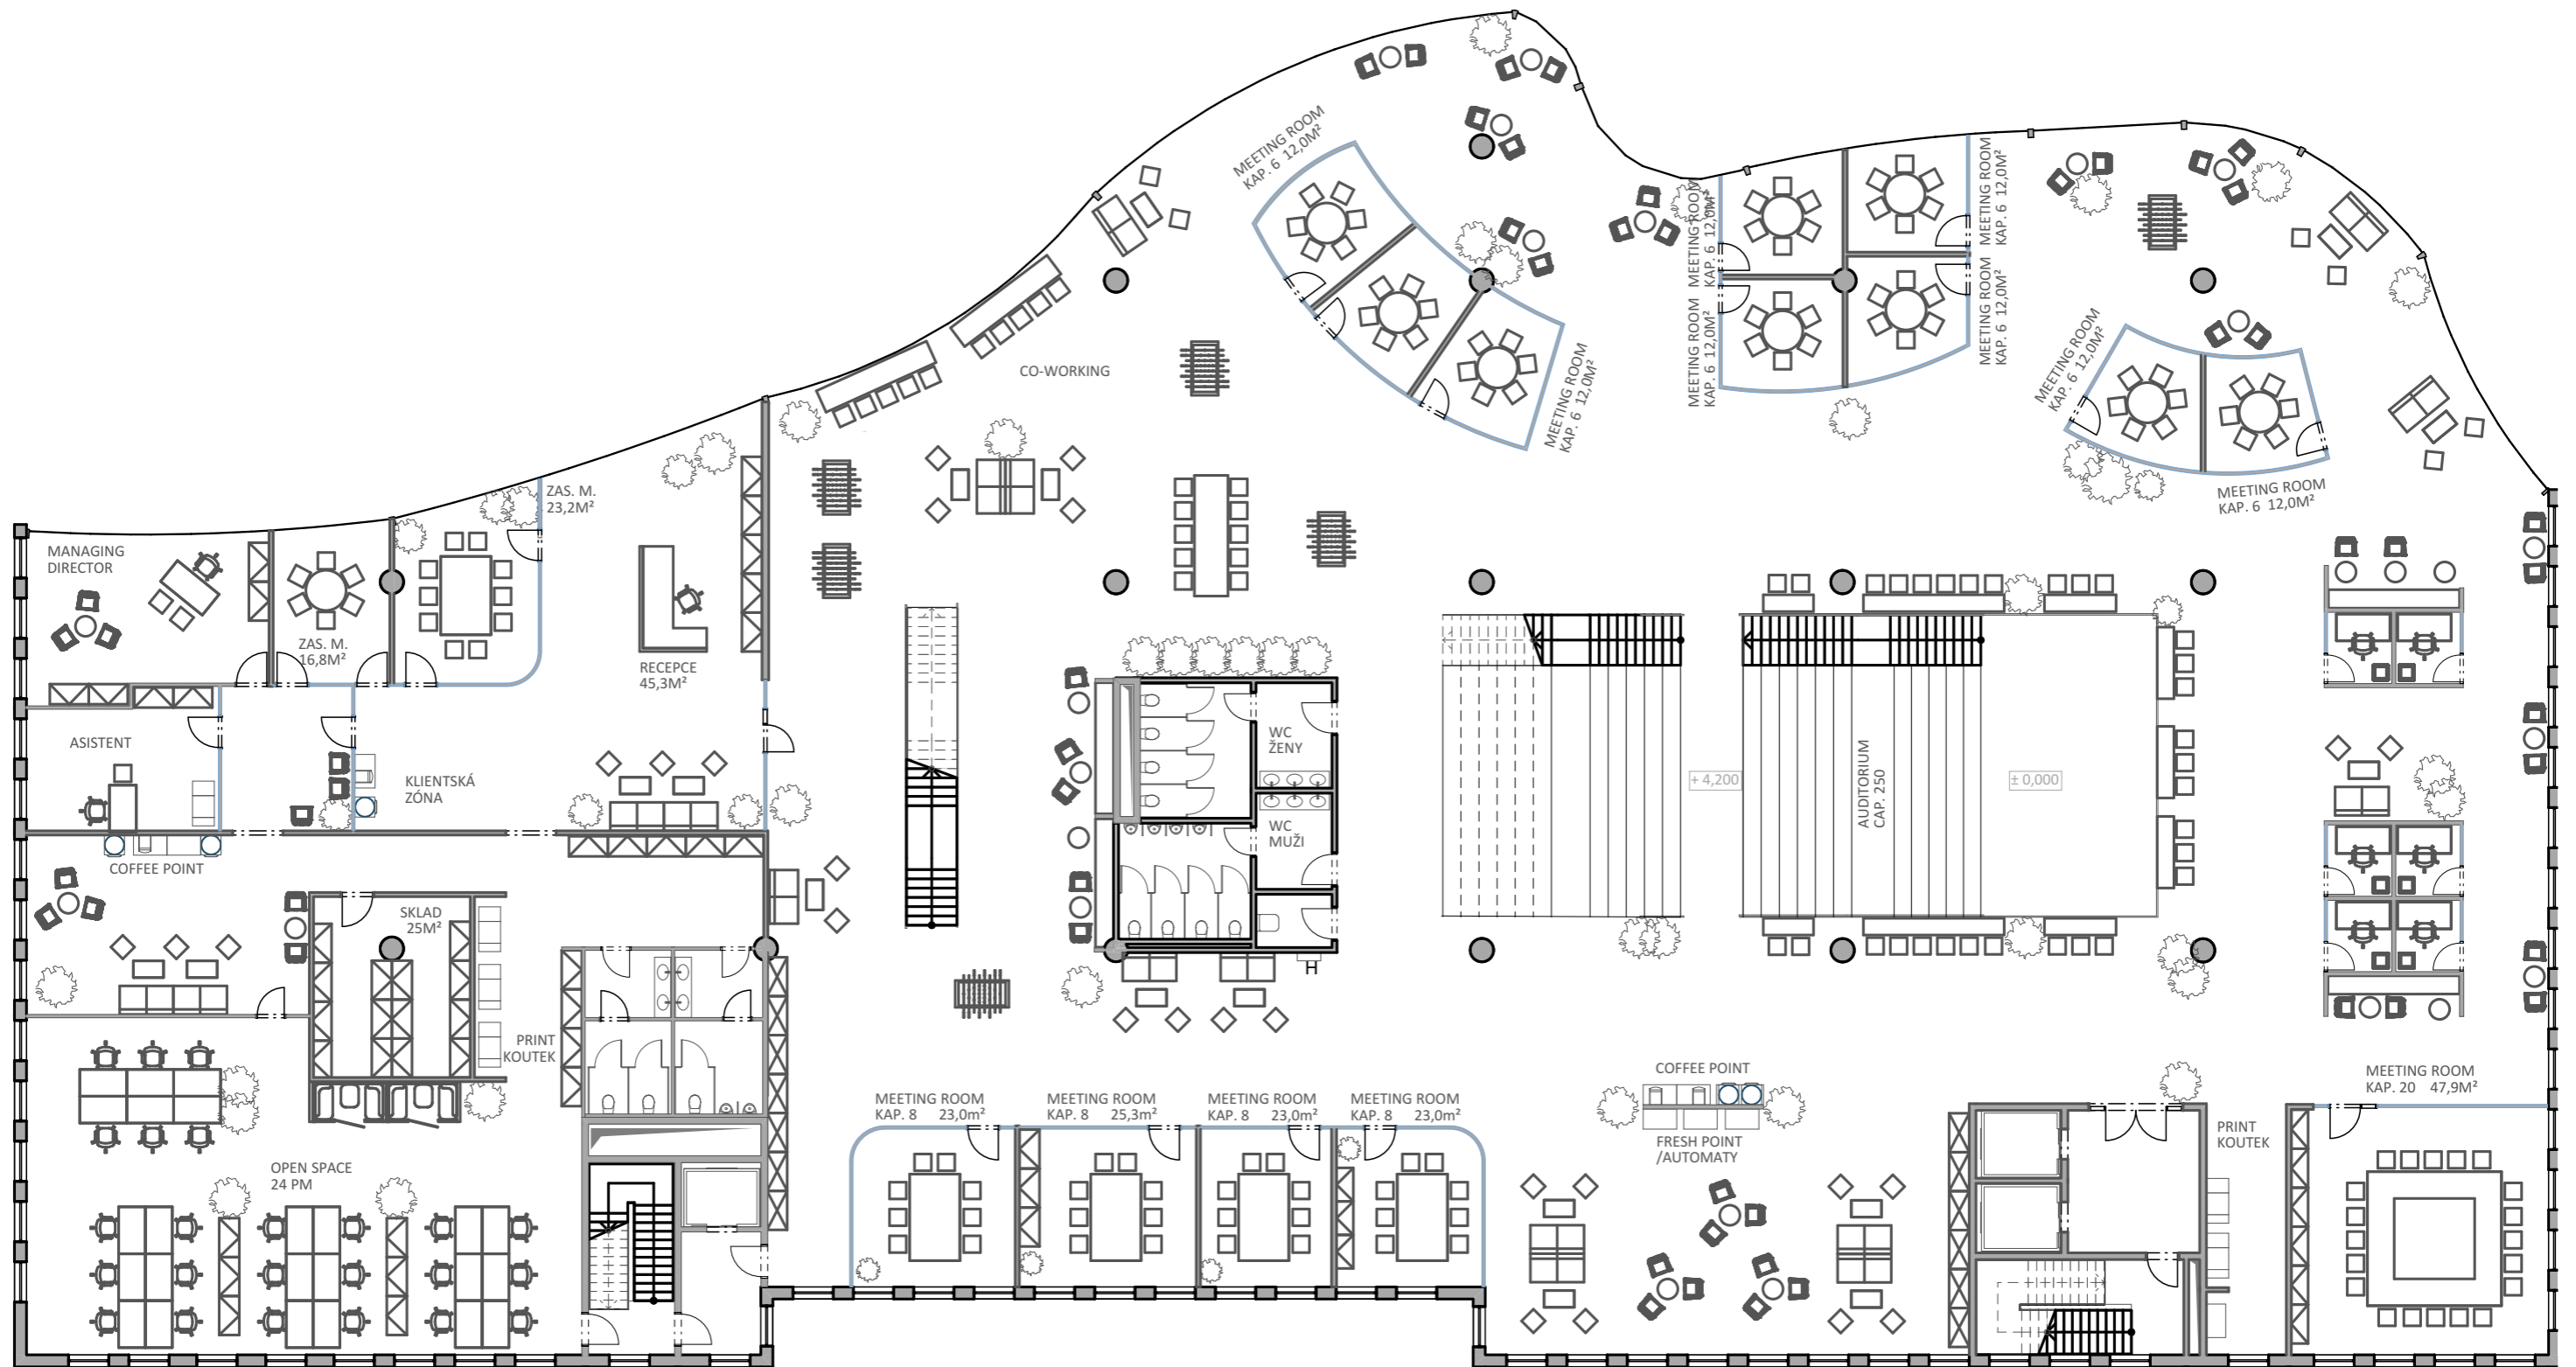 MEETING ROOM
KAP. 6 12,0M²
MEETING ROOM
KAP. 6 12,0M²
MEETING ROOM
KAP. 6 12,0M²
MEETING ROOM
KAP. 6 12,0M²
MEETING ROOM
KAP. 6 12,0M²
MEETING ROOM
KAP. 6 12,0M²
MEETING ROOM
KAP. 6 12,0M²
MEETING ROOM
KAP. 6 12,0M²
CO-WORKING
ZAS. M.
23,2M²
MANAGING
DIRECTOR
ZAS. M.
16,8M²
RECEPCE
45,3M²
ASISTENT
KLIENTSKÁ
ZÓNA
WC
ŽENY
WC
MUŽI
+ 4,200
AUDITORIUM
CAP. 250
± 0,000
COFFEE POINT
SKLAD
25M²
PRINT
KOUTEK
H
OPEN SPACE
24 PM
MEETING ROOM
KAP. 8 23,0m²
MEETING ROOM
KAP. 8 25,3m²
MEETING ROOM
KAP. 8 23,0m²
MEETING ROOM
KAP. 8 23,0m²
COFFEE POINT
FRESH POINT
/AUTOMATY
PRINT
KOUTEK
MEETING ROOM
KAP. 20 47,9M²